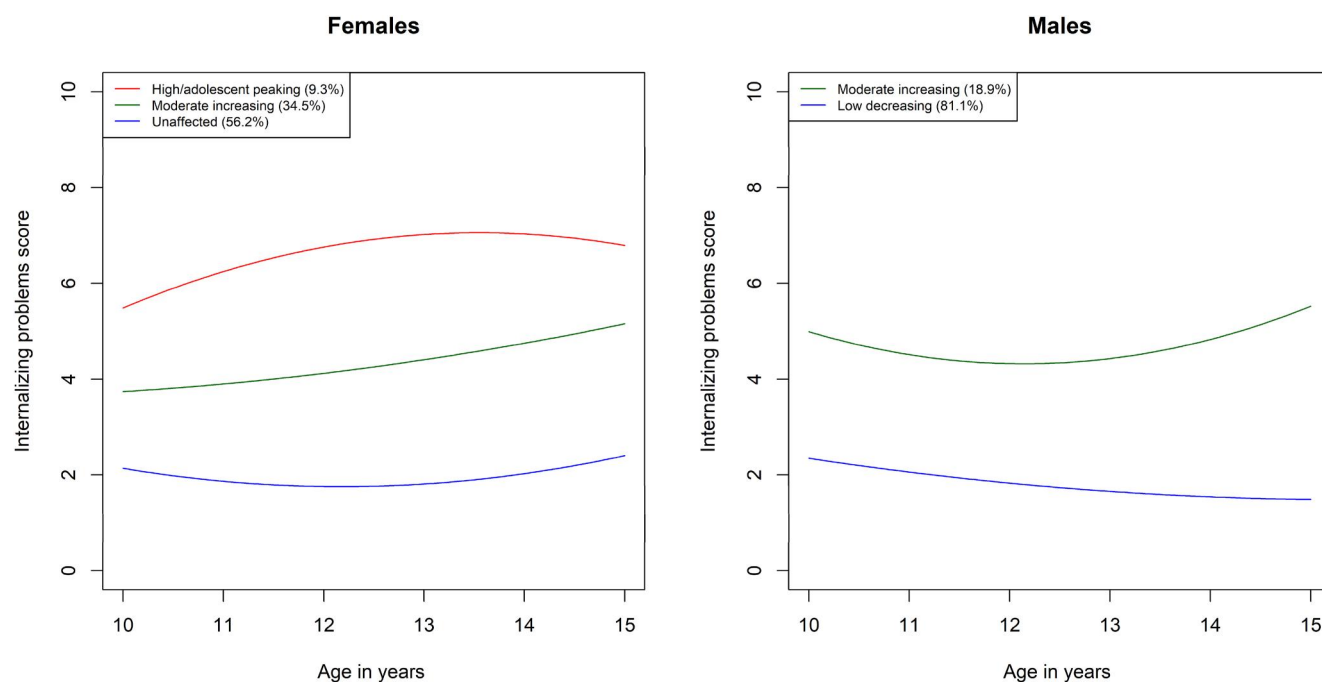 Females
High/adolescent peaking (9.3%)
Moderate increasing (34.5%)
Unaffected (56.2%)
10
8
6
4
2
0
Internalizing problems score
10 11 12 13 14 15
Age in years
Males
Moderate increasing (18.9%)
Low decreasing (81.1%)
10
8
6
4
2
0
Internalizing problems score
10 11 12 13 14 15
Age in years